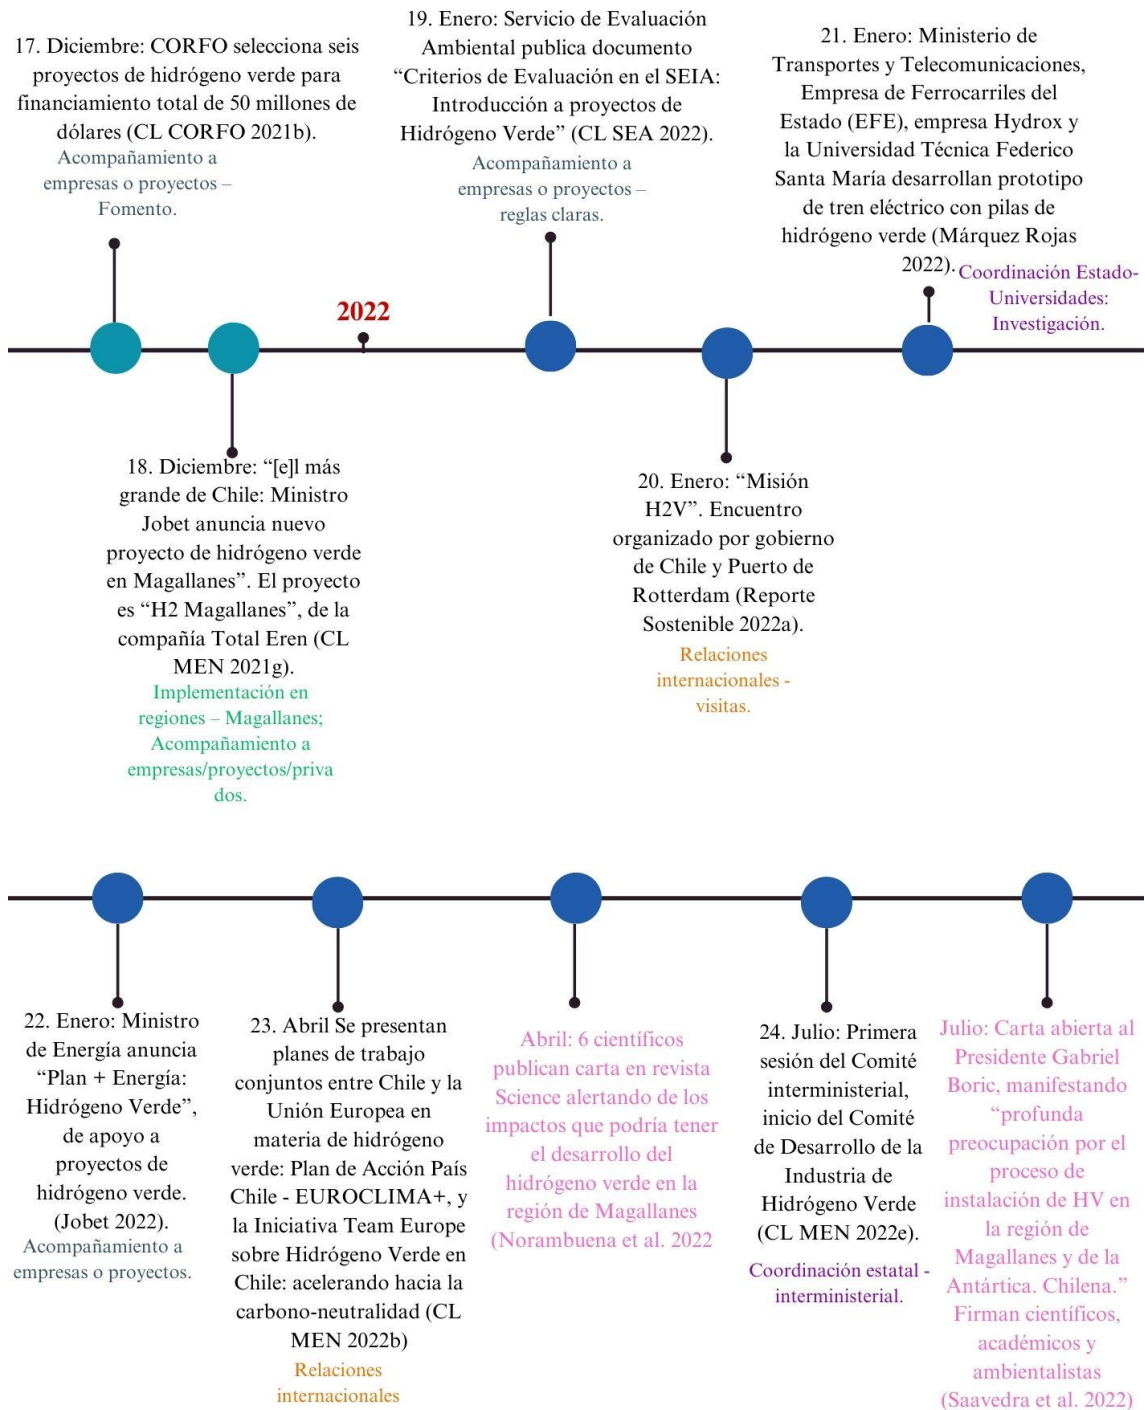 17. Diciembre: CORFO selecciona seis
proyectos de hidrógeno verde para
financiamiento total de 50 millones de
dólares (CL CORFO 2021b).
Acompañamiento a
empresas o proyectos –
Fomento.
19. Enero: Servicio de Evaluación
Ambiental publica documento
“Criterios de Evaluación en el SEIA:
Introducción a proyectos de
Hidrógeno Verde” (CL SEA 2022).
Acompañamiento a
empresas o proyectos –
reglas claras.
21. Enero: Ministerio de
Transportes y Telecomunicaciones,
Empresa de Ferrocarriles del
Estado (EFE), empresa Hydrox y
la Universidad Técnica Federico
Santa María desarrollan prototipo
de tren eléctrico con pilas de
hidrógeno verde (Márquez Rojas
2022).
Coordinación Estado-
Universidades:
Investigación.
2022
18. Diciembre: “[e]l más
grande de Chile: Ministro
Jobet anuncia nuevo
proyecto de hidrógeno verde
en Magallanes”. El proyecto
es “H2 Magallanes”, de la
compañía Total Eren (CL
MEN 2021g).
Implementación en
regiones – Magallanes;
Acompañamiento a
empresas/proyectos/priva
dos.
20. Enero: “Misión
H2V”. Encuentro
organizado por gobierno
de Chile y Puerto de
Rotterdam (Reporte
Sostenible 2022a).
Relaciones
internacionales -
visitas.
22. Enero: Ministro
de Energía anuncia
“Plan + Energía:
Hidrógeno Verde”,
de apoyo a
proyectos de
hidrógeno verde.
(Jobet 2022).
Acompañamiento a
empresas o proyectos.
23. Abril Se presentan
planes de trabajo
conjuntos entre Chile y la
Unión Europea en
materia de hidrógeno
verde: Plan de Acción País
Chile - EUROCLIMA+, y
la Iniciativa Team Europe
sobre Hidrógeno Verde en
Chile: acelerando hacia la
carbono-neutralidad (CL
MEN 2022b)
Relaciones
internacionales
Abril: 6 científicos
publican carta en revista
Science alertando de los
impactos que podría tener
el desarrollo del
hidrógeno verde en la
región de Magallanes
(Norambuena et al. 2022
24. Julio: Primera
sesión del Comité
interministerial,
inicio del Comité
de Desarrollo de la
Industria de
Hidrógeno Verde
(CL MEN 2022e).
Coordinación estatal -
interministerial.
Julio: Carta abierta al
Presidente Gabriel
Boric, manifestando
“profunda
preocupación por el
proceso de
instalación de HV en
la región de
Magallanes y de la
Antártica. Chilena.”
Firman científicos,
académicos y
ambientalistas
(Saavedra et al. 2022)